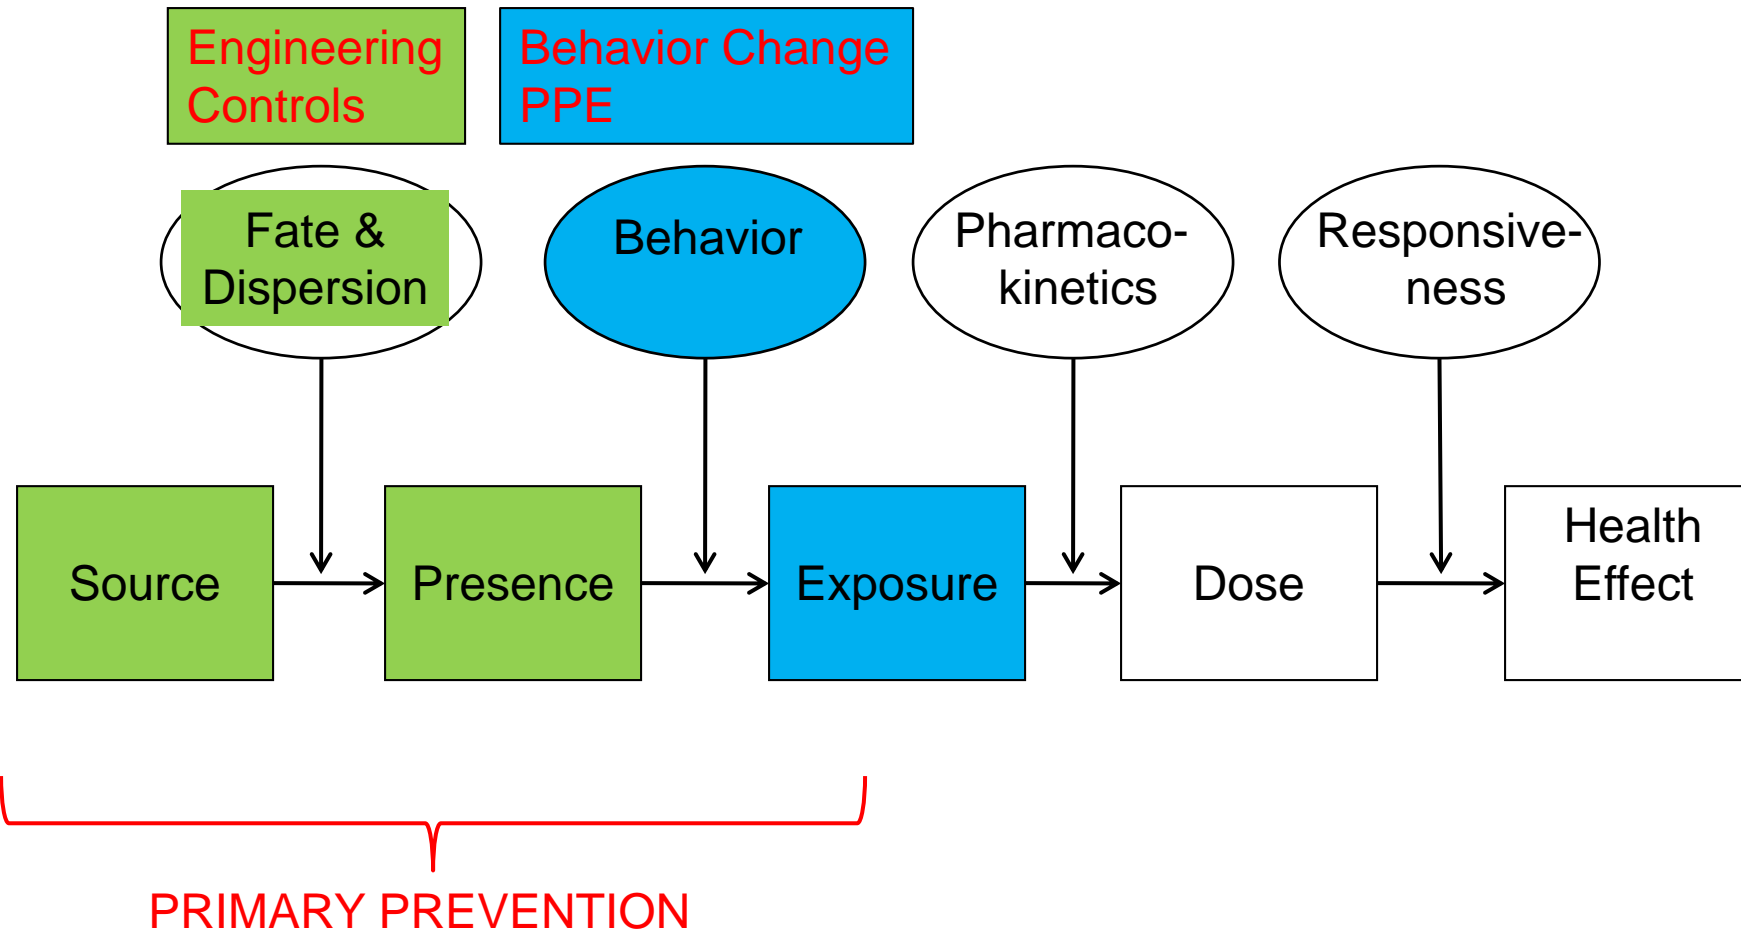 Engineering
Controls
Behavior Change
PPE
Fate &
Dispersion
Behavior
Pharmaco-
kinetics
Responsive-
ness
Source
Presence
Exposure
Dose
Health
Effect
PRIMARY PREVENTION